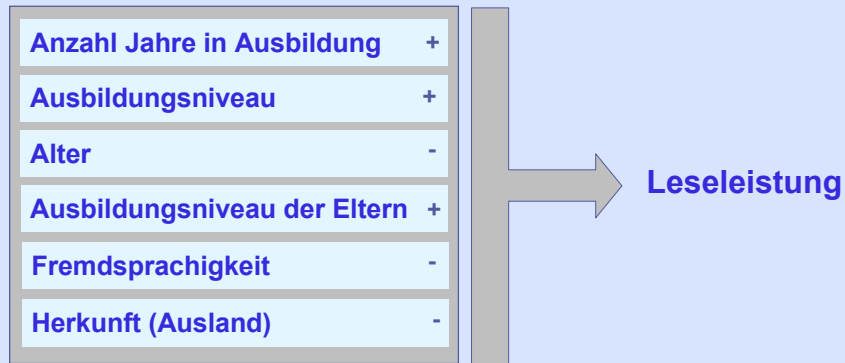 Anzahl Jahre in Ausbildung +
Ausbildungsniveau +
Alter -
Ausbildungsniveau der Eltern +
Fremdsprachigkeit -
Herkunft (Ausland) -
Leseleistung